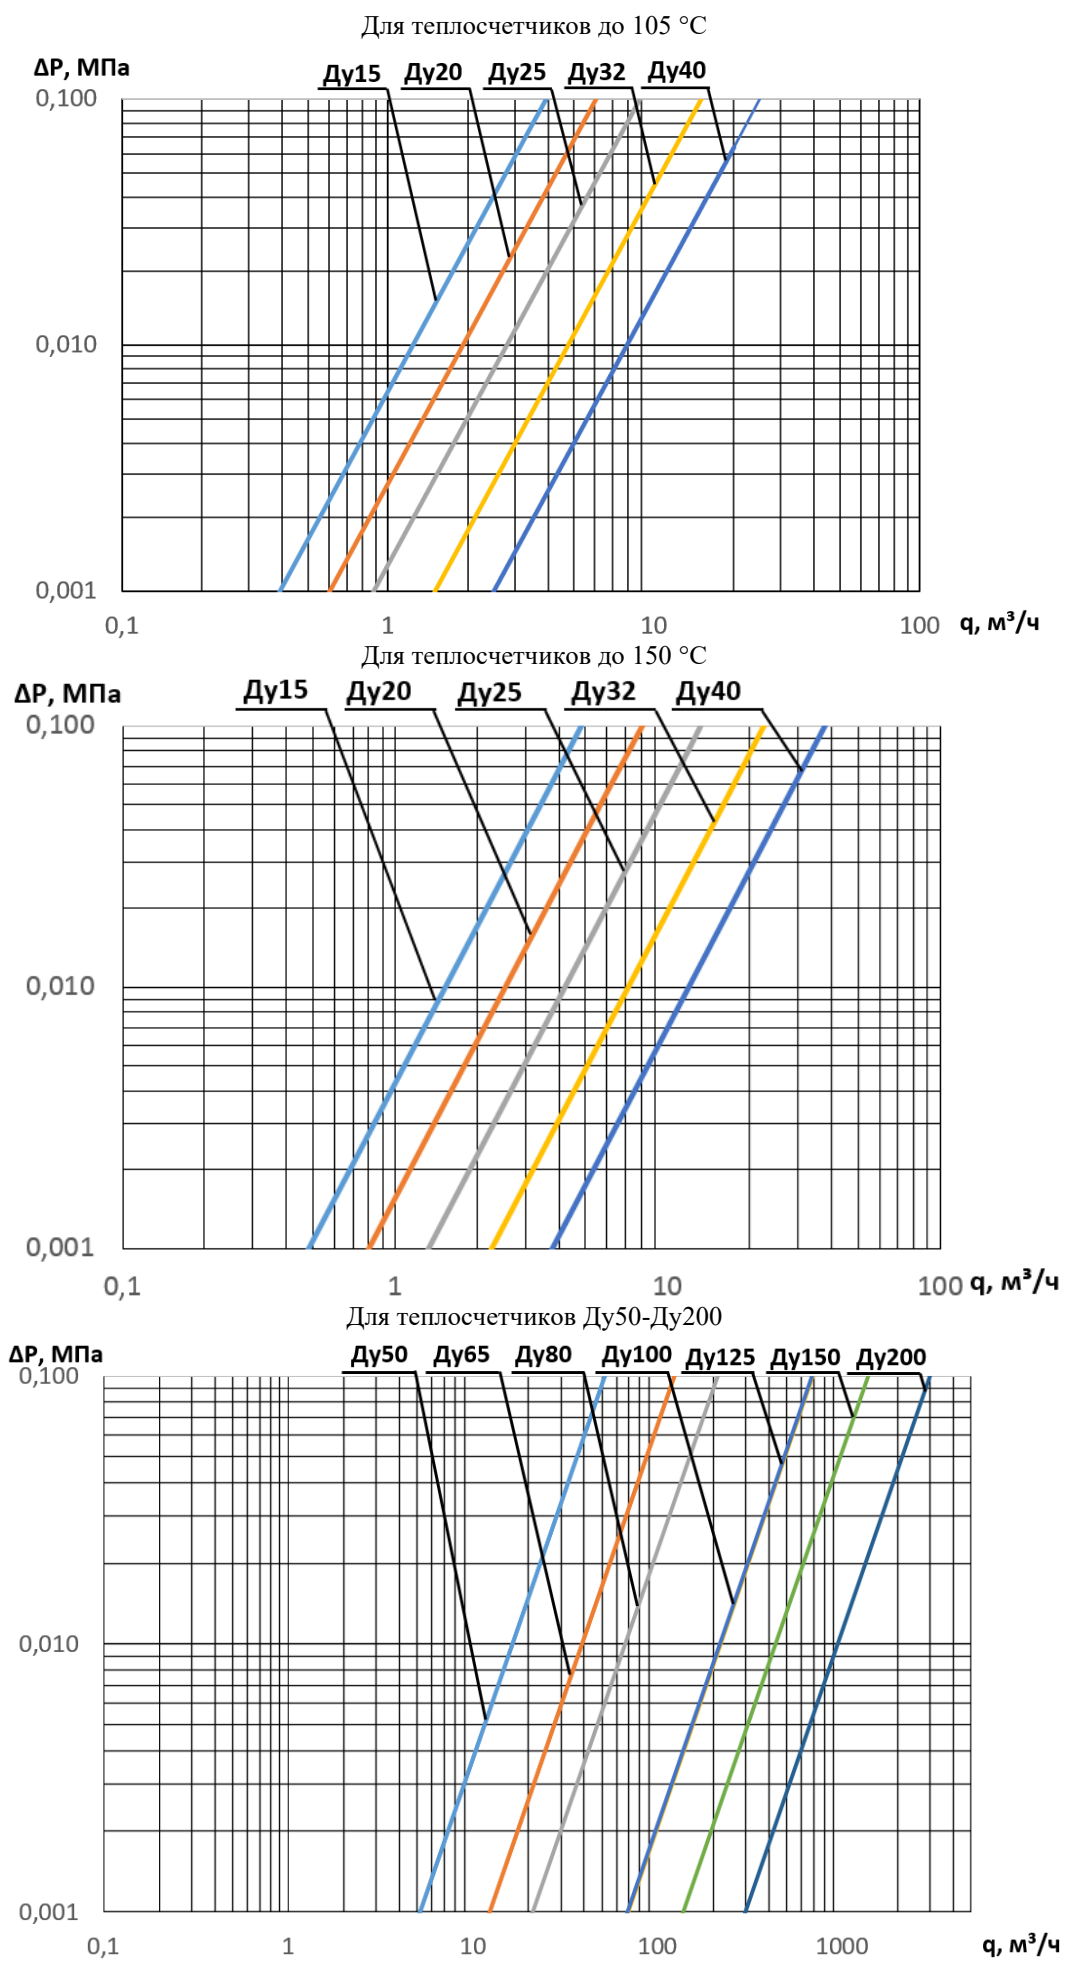 Для теплосчетчиков до 105 °С
ΔP, МПа
Ду15 Ду20 Ду25 Ду32 Ду40
0,100
0,010
0,001
0,1 1 10 100 q, м³/ч
Для теплосчетчиков до 150 °С
ΔP, МПа
Ду15 Ду20 Ду25 Ду32 Ду40
0,100
0,010
0,001
0,1 1 10 100 q, м³/ч
Для теплосчетчиков Ду50-Ду200
ΔP, МПа
Ду50 Ду65 Ду80 Ду100 Ду125 Ду150 Ду200
0,100
0,010
0,001
0,1 1 10 100 1000 q, м³/ч